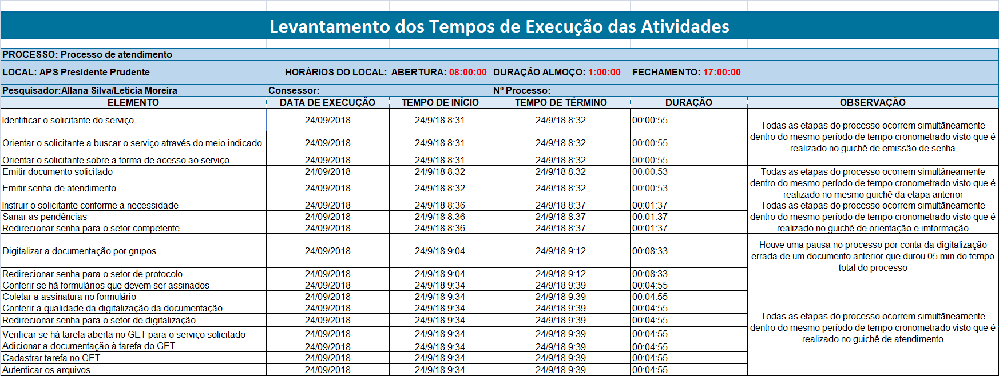 Levantamento dos Tempos de Execução das Atividades
PROCESSO: Processo de atendimento
LOCAL: APS Presidente Prudente HORÁRIOS DO LOCAL: ABERTURA: 08:00:00 DURAÇÃO ALMOÇO: 1:00:00 FECHAMENTO: 17:00:00
Pesquisador:Allana Silva/Letícia Moreira Consessor: Nº Processo:
ELEMENTO DATA DE EXECUÇÃO TEMPO DE INÍCIO TEMPO DE TÉRMINO DURAÇÃO OBSERVAÇÃO
Identificar o solicitante do serviço 24/09/2018 24/9/18 8:31 24/9/18 8:32 00:00:55
Orientar o solicitante a buscar o serviço através do meio indicado 24/09/2018 24/9/18 8:31 24/9/18 8:32 00:00:55
Orientar o solicitante sobre a forma de acesso ao serviço 24/09/2018 24/9/18 8:31 24/9/18 8:32 00:00:55
Todas as etapas do processo ocorrem simultâneamente
dentro do mesmo período de tempo cronometrado visto que é
realizado no guichê de emissão de senha
Emitir documento solicitado 24/09/2018 24/9/18 8:32 24/9/18 8:32 00:00:53
Emitir senha de atendimento 24/09/2018 24/9/18 8:32 24/9/18 8:32 00:00:53
Todas as etapas do processo ocorrem simultâneamente
dentro do mesmo período de tempo cronometrado visto que é
realizado no mesmo guichê da etapa anterior
Instruir o solicitante conforme a necessidade 24/09/2018 24/9/18 8:36 24/9/18 8:37 00:01:37
Sanar as pendências 24/09/2018 24/9/18 8:36 24/9/18 8:37 00:01:37
Redirecionar senha para o setor competente 24/09/2018 24/9/18 8:36 24/9/18 8:37 00:01:37
Todas as etapas do processo ocorrem simultâneamente
dentro do mesmo período de tempo cronometrado visto que é
realizado no guichê de orientação e imformação
Digitalizar a documentação por grupos 24/09/2018 24/9/18 9:04 24/9/18 9:12 00:08:33
Redirecionar senha para o setor de protocolo 24/09/2018 24/9/18 9:04 24/9/18 9:12 00:08:33
Houve uma pausa no processo por conta da digitalização
errada de um documento anterior que durou 05 min do tempo
total do processo
Conferir se há formulários que devem ser assinados 24/09/2018 24/9/18 9:34 24/9/18 9:39 00:04:55
Coletar a assinatura no formulário 24/09/2018 24/9/18 9:34 24/9/18 9:39 00:04:55
Conferir a qualidade da digitalização da documentação 24/09/2018 24/9/18 9:34 24/9/18 9:39 00:04:55
Redirecionar senha para o setor de digitalização 24/09/2018 24/9/18 9:34 24/9/18 9:39 00:04:55
Verificar se há tarefa aberta no GET para o serviço solicitado 24/09/2018 24/9/18 9:34 24/9/18 9:39 00:04:55
Adicionar a documentação à tarefa do GET 24/09/2018 24/9/18 9:34 24/9/18 9:39 00:04:55
Cadastrar tarefa no GET 24/09/2018 24/9/18 9:34 24/9/18 9:39 00:04:55
Autenticar os arquivos 24/09/2018 24/9/18 9:34 24/9/18 9:39 00:04:55
Todas as etapas do processo ocorrem simultâneamente
dentro do mesmo período de tempo cronometrado visto que é
realizado no guichê de atendimento